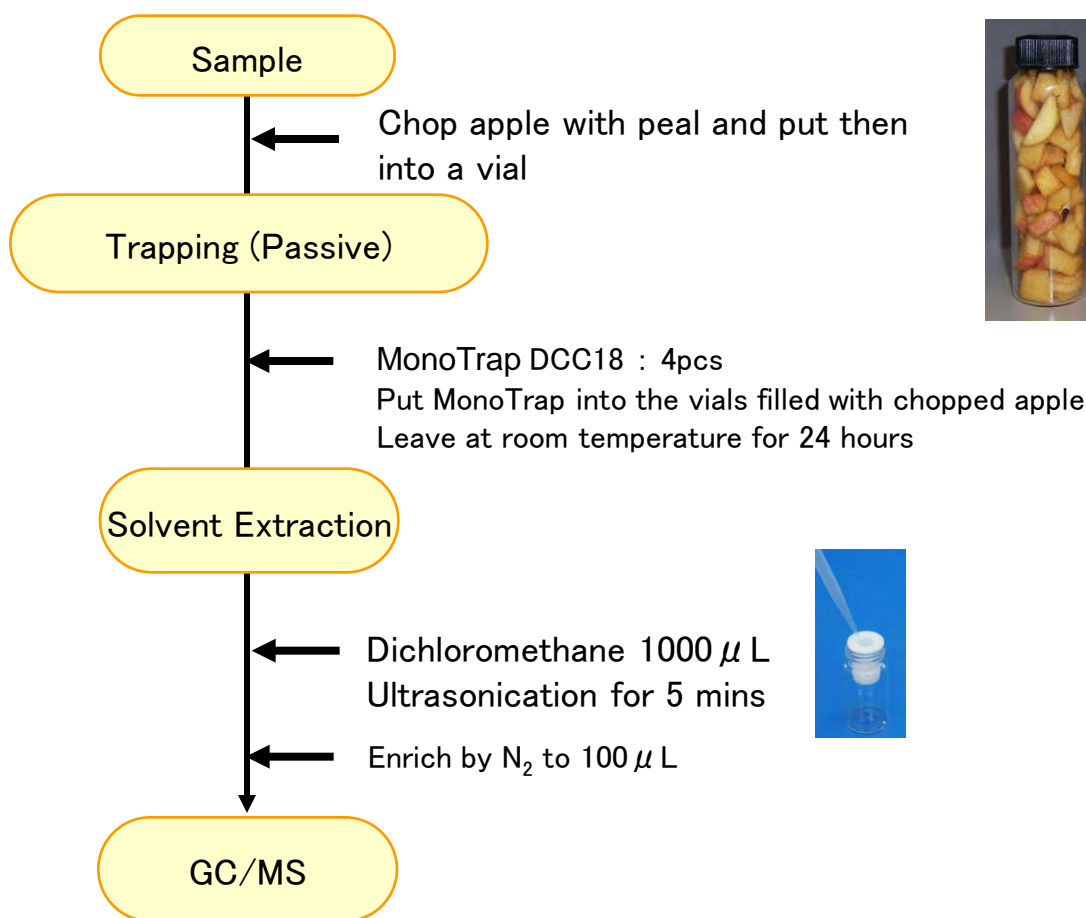 Sample
Chop apple with peal and put then
into a vial
Trapping (Passive)
MonoTrap DCC18 : 4pcs
Put MonoTrap into the vials filled with chopped apple
Leave at room temperature for 24 hours
Solvent Extraction
Dichloromethane 1000μL
Ultrasonication for 5 mins
Enrich by N₂ to 100μL
GC/MS